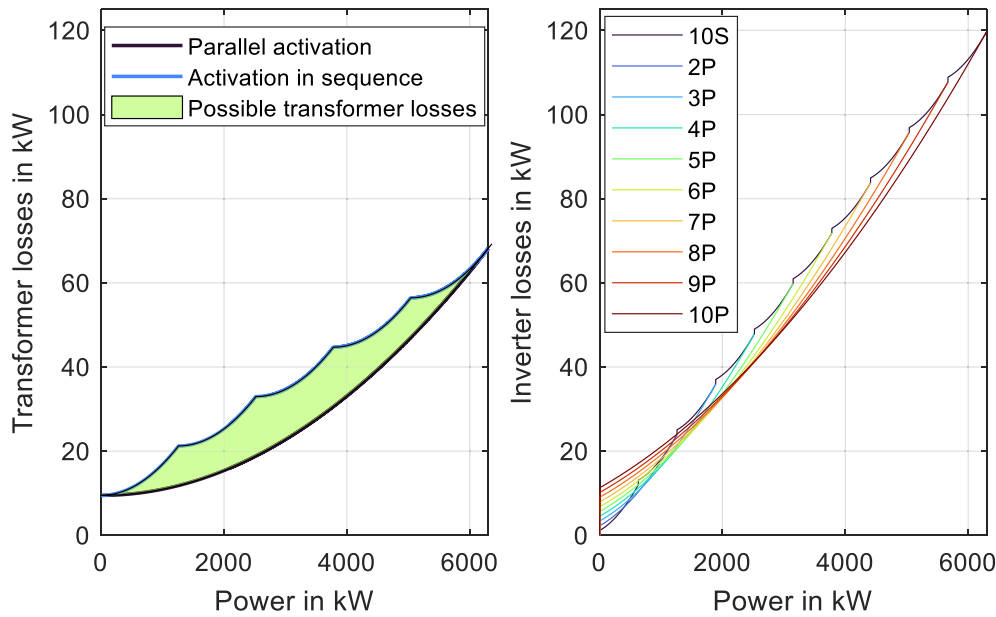 120
100
80
60
40
20
0
0 2000 4000 6000
Transformer losses in kW
Power in kW
Parallel activation
Activation in sequence
Possible transformer losses
120
100
80
60
40
20
0
0 2000 4000 6000
Inverter losses in kW
Power in kW
10S
2P
3P
4P
5P
6P
7P
8P
9P
10P